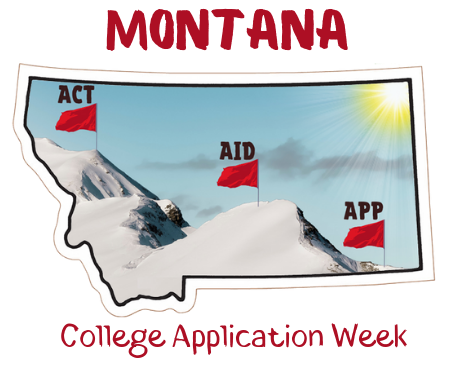 MONTANA
ACT
AID
APP
College Application Week